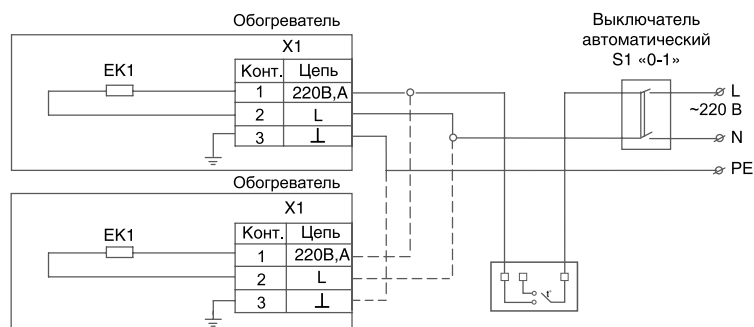 Обогреватель
X1
Конт. Цепь
1 220В,А
2 L
3 ⊥
EK1
Выключатель
автоматический
S1 «0-1»
L
~220 В
N
PE
Обогреватель
X1
Конт. Цепь
1 220В,А
2 L
3 ⊥
EK1
t°